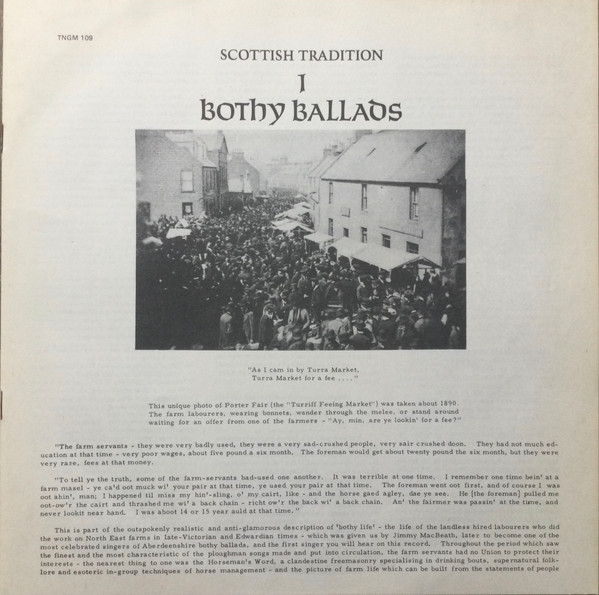 TNGM 109
SCOTTISH TRADITION
I
BOTHY BALLADS
"As I cam in by Turra Market,
Turra Market for a fee ...."
This unique photo of Porter Fair (the "Turriff Feeing Market") was taken about 1890.
The farm labourers, wearing bonnets, wander through the melee, or stand around
waiting for an offer from one of the farmers - "Ay, min, are ye lookin' for a fee?"
"The farm servants - they were very badly used, they were a very sad-crushed people, very sair crushed doon. They had not much ed-
ucation at that time - very poor wages, about five pound a six month. The foreman would get about twenty pound the six month, but they were
very rare, fees at that money.
"To tell ye the truth, some of the farm-servants bad-used one another. It was terrible at one time. I remember one time bein' at a
farm masel - ye ca'd oot muck wi' your pair at that time, ye used your pair at that time. The foreman went oot first, and of course I was
oot ahin', man; I happened til miss my hin'-sling, o' my cairt, like - and the horse gaed agley, dae ye see. He [the foreman] pulled me
oot-ow'r the cairt and thrashed me wi' a back chain - richt ow'r the back wi' a back chain. An' the fairmer was passin' at the time, and
never lookit near hand. I was aboot 14 or 15 year auld at that time."
This is part of the outspokenly realistic and anti-glamorous description of 'bothy life' - the life of the landless hired labourers who did
the work on North East farms in late-Victorian and Edwardian times - which was given us by Jimmy MacBeath, later to become one of the
most celebrated singers of Aberdeenshire bothy ballads, and the first singer you will hear on this record. Throughout the period which saw
the finest and the most characteristic of the ploughman songs made and put into circulation, the farm servants had no Union to protect their
interests - the nearest thing to one was the Horseman's Word, a clandestine freemasonry specialising in drinking bouts, supernatural folk-
lore and esoteric in-group techniques of horse management - and the picture of farm life which can be built from the statements of people